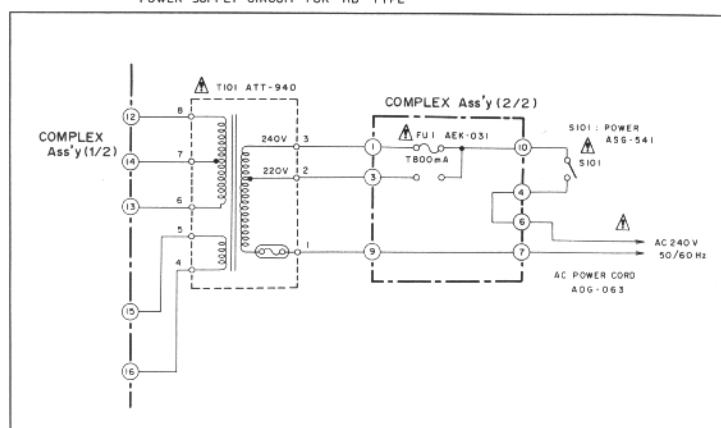 POWER SUPPLY CIRCUIT FOR HB TYPE
T101 ATT-940
COMPLEX Ass'y (2/2)
COMPLEX
Ass'y (1/2)
12
14
13
15
16
8
7
6
5
4
240V
3
220V
2
1
1
3
9
FU1 AEK-031
T800mA
10
4
6
7
S101 : POWER
ASG-541
S101
AC 240 V
50/60 Hz
AC POWER CORD
ADG-063